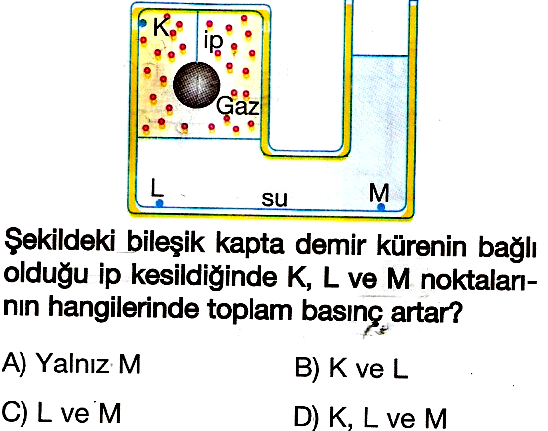 K
ip
Gaz
L
su
M
Şekildeki bileşik kapta demir kürenin bağlı
olduğu ip kesildiğinde K, L ve M noktaları-
nın hangilerinde toplam basınç artar?
A) Yalnız M
B) K ve L
C) L ve M
D) K, L ve M